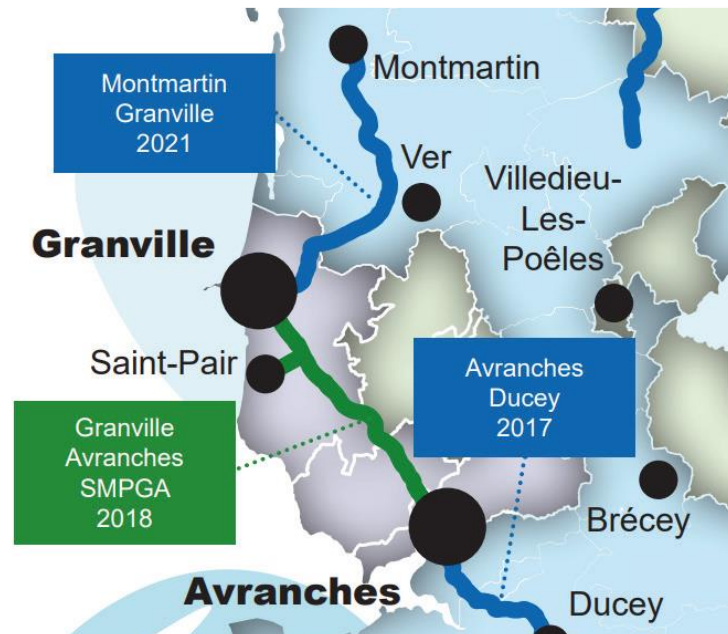 Montmartin
Granville
2021
Montmartin
Ver
Villedieu-
Les-
Poêles
Granville
Saint-Pair
Avranches
Ducey
2017
Granville
Avranches
SMPGA
2018
Brécey
Avranches
Ducey